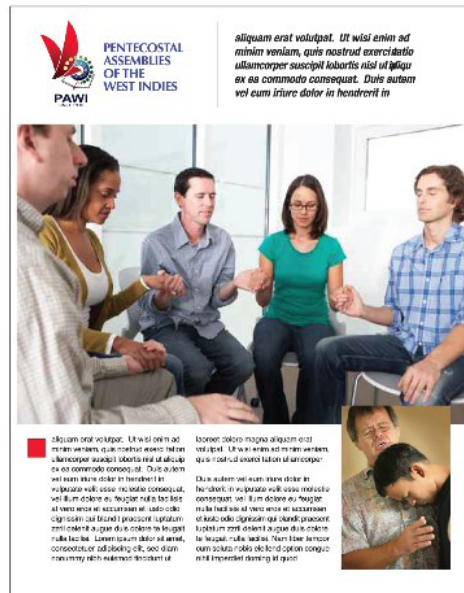 PENTECOSTAL
ASSEMBLIES
OF THE
WEST INDIES
PAWI
aliquam erat volutpat. Ut wisi enim ad
minim veniam, quis nostrud exerci tatio
ullamcorper suscipit lobortis nisl ut aliqu
ex ea commodo consequat. Duis autem
vel eum iriure dolor in hendrerit in
aliquam erat volutpat. Ut wisi enim ad
minim veniam, quis nostrud exerci tation
ullamcorper suscipit lobortis nisl ut aliquip
ex ea commodo consequat. Duis autem
vel eum iriure dolor in hendrerit in
vulputate velit esse molestie consequat,
vel illum dolore eu feugiat nulla facilisis
at vero eros et accumsan et iusto odio
dignissim qui blandit praesent luptatum
zzril delenit augue duis dolore te feugait
nulla facilisi. Lorem ipsum dolor sit amet,
consectetuer adipiscing elit, sed diam
nonummy nibh euismod tincidunt ut
laoreet dolore magna aliquam erat
volutpat. Ut wisi enim ad minim veniam,
quis nostrud exerci tation ullamcorper
Duis autem vel eum iriure dolor in
hendrerit in vulputate velit esse molestie
consequat, vel illum dolore eu feugiat
nulla facilisis at vero eros et accumsan
et iusto odio dignissim qui blandit praesent
luptatum zzril delenit augue duis dolore
te feugait nulla facilisi. Nam liber tempor
cum soluta nobis eleifend option congue
nihil imperdiet doming id quod